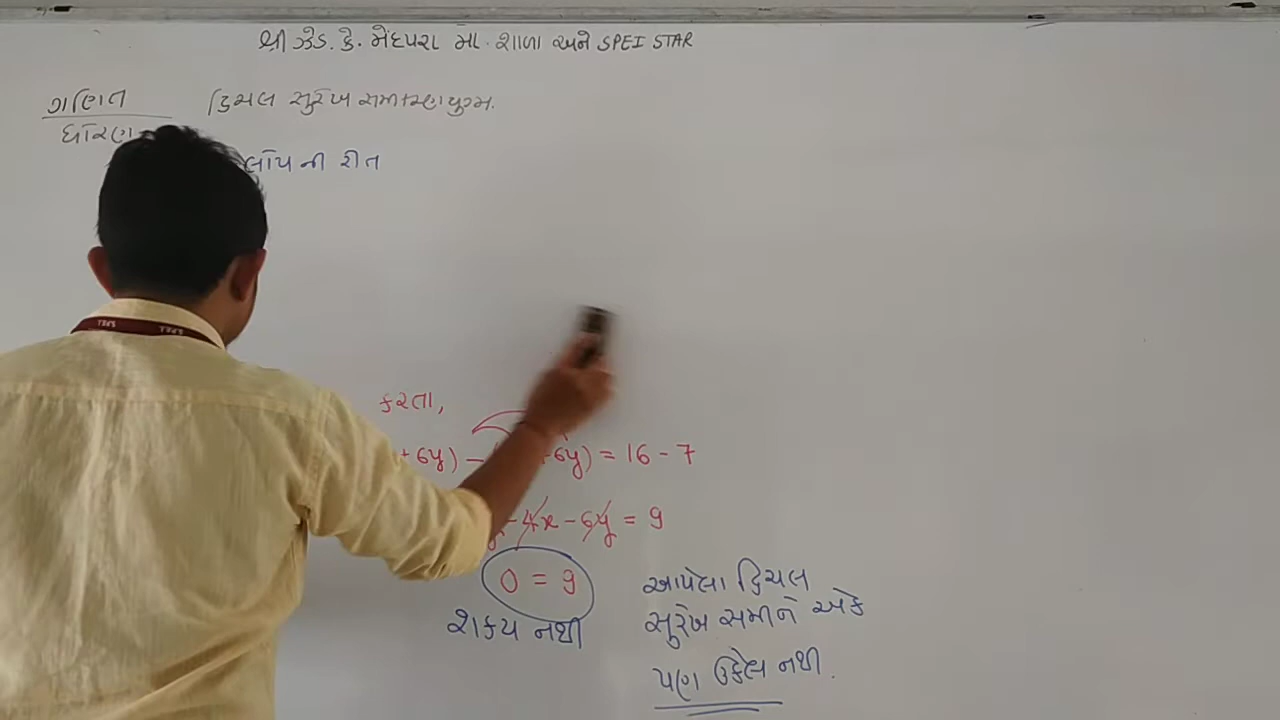 શ્રી ઝેડ. કે. મેંદપરા મા. શાળા અને SPEI STAR
ગણિત દ્વિચલ સુરેખ સમીકરણયુગ્મ.
ધોરણ-
લોપ ની રીત
કરતા,
+ 6y) - + 6y) = 16 - 7
- 4x - 6y = 9
0 = 9
શક્ય નથી
આપેલા દ્વિચલ
સુરેખ સમીને એકે
પણ ઉકેલ નથી.